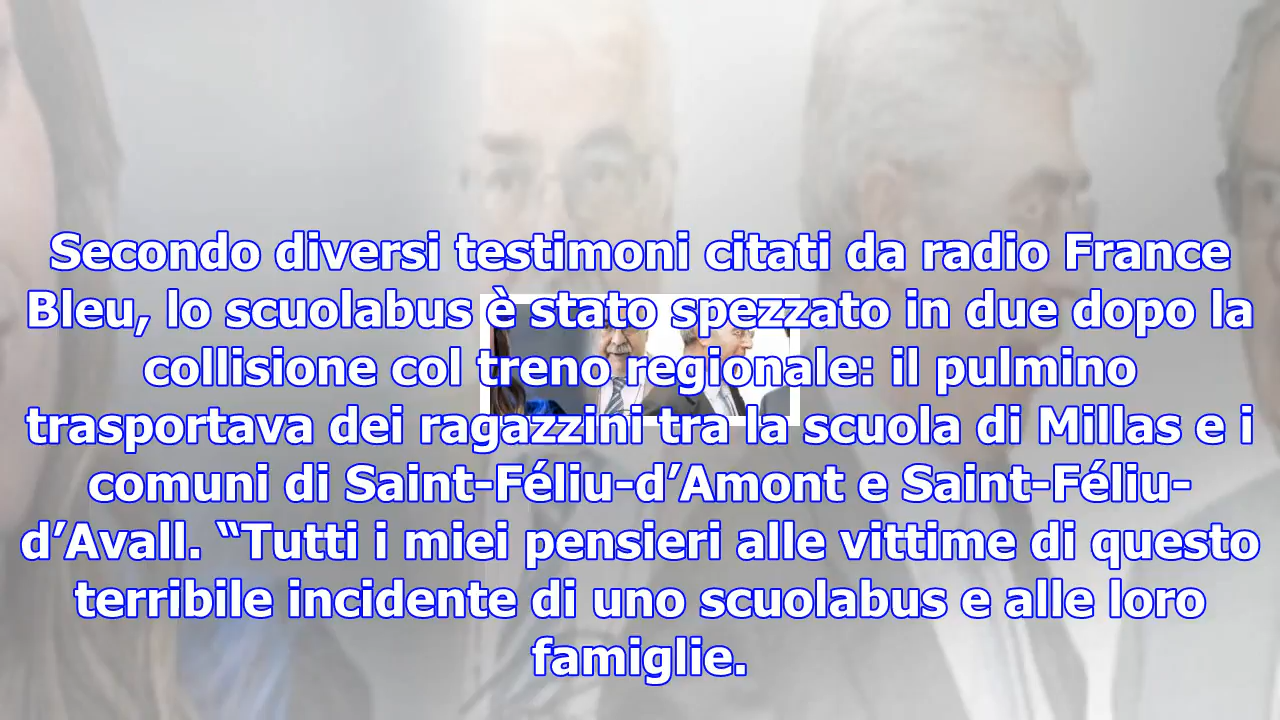 Secondo diversi testimoni citati da radio France
Bleu, lo scuolabus è stato spezzato in due dopo la
collisione col treno regionale: il pulmino
trasportava dei ragazzini tra la scuola di Millas e i
comuni di Saint-Féliu-d’Amont e Saint-Féliu-
d’Avall. “Tutti i miei pensieri alle vittime di questo
terribile incidente di uno scuolabus e alle loro
famiglie.